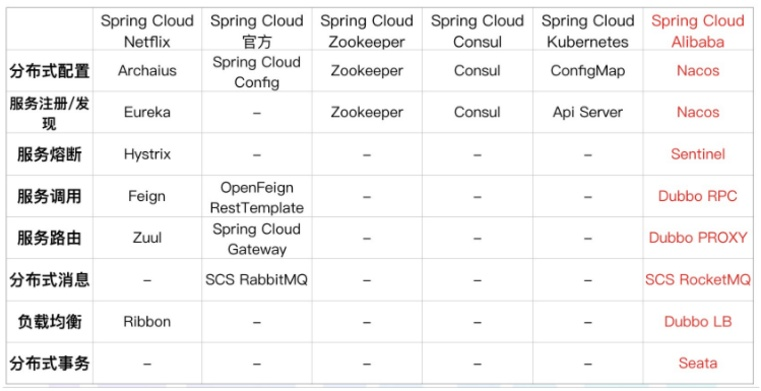 Spring Cloud Netflix Spring Cloud 官方 Spring Cloud Zookeeper Spring Cloud Consul Spring Cloud Kubernetes Spring Cloud Alibaba
分布式配置 Archaius Spring Cloud Config Zookeeper Consul ConfigMap Nacos
服务注册/发现 Eureka – Zookeeper Consul Api Server Nacos
服务熔断 Hystrix – – – – Sentinel
服务调用 Feign OpenFeign RestTemplate – – – Dubbo RPC
服务路由 Zuul Spring Cloud Gateway – – – Dubbo PROXY
分布式消息 – SCS RabbitMQ – – – SCS RocketMQ
负载均衡 Ribbon – – – – Dubbo LB
分布式事务 – – – – – Seata